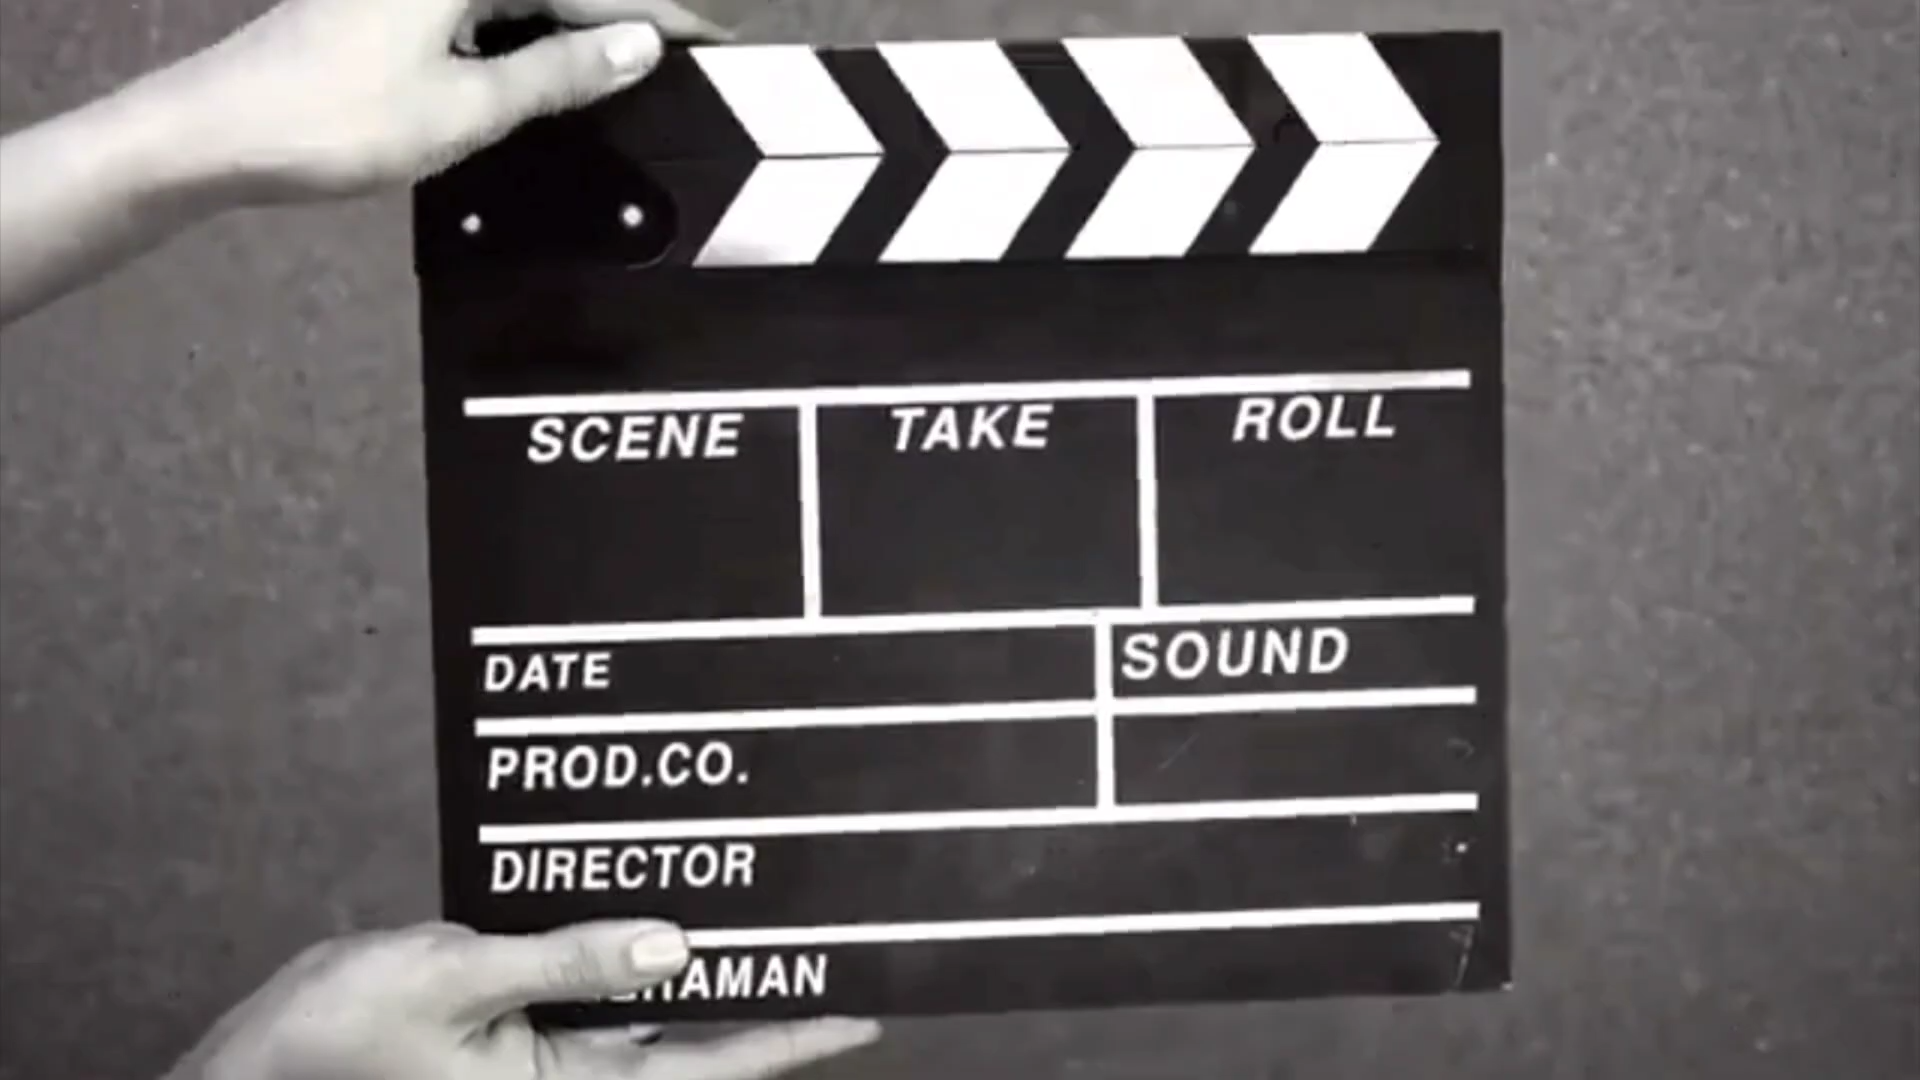 SCENE TAKE ROLL
DATE SOUND
PROD.CO.
DIRECTOR